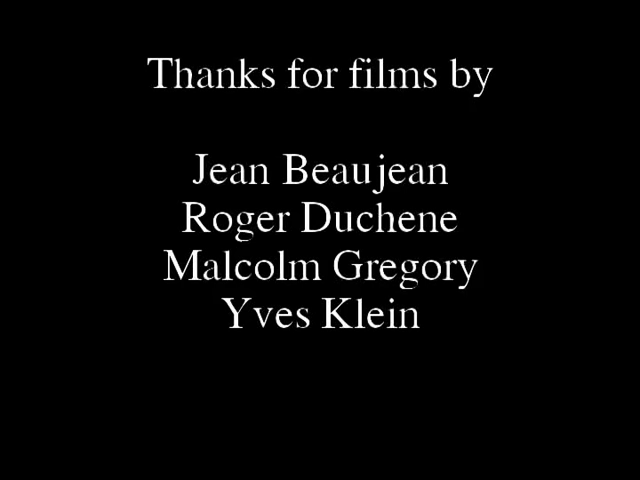 Thanks for films by
Jean Beaujean
Roger Duchene
Malcolm Gregory
Yves Klein